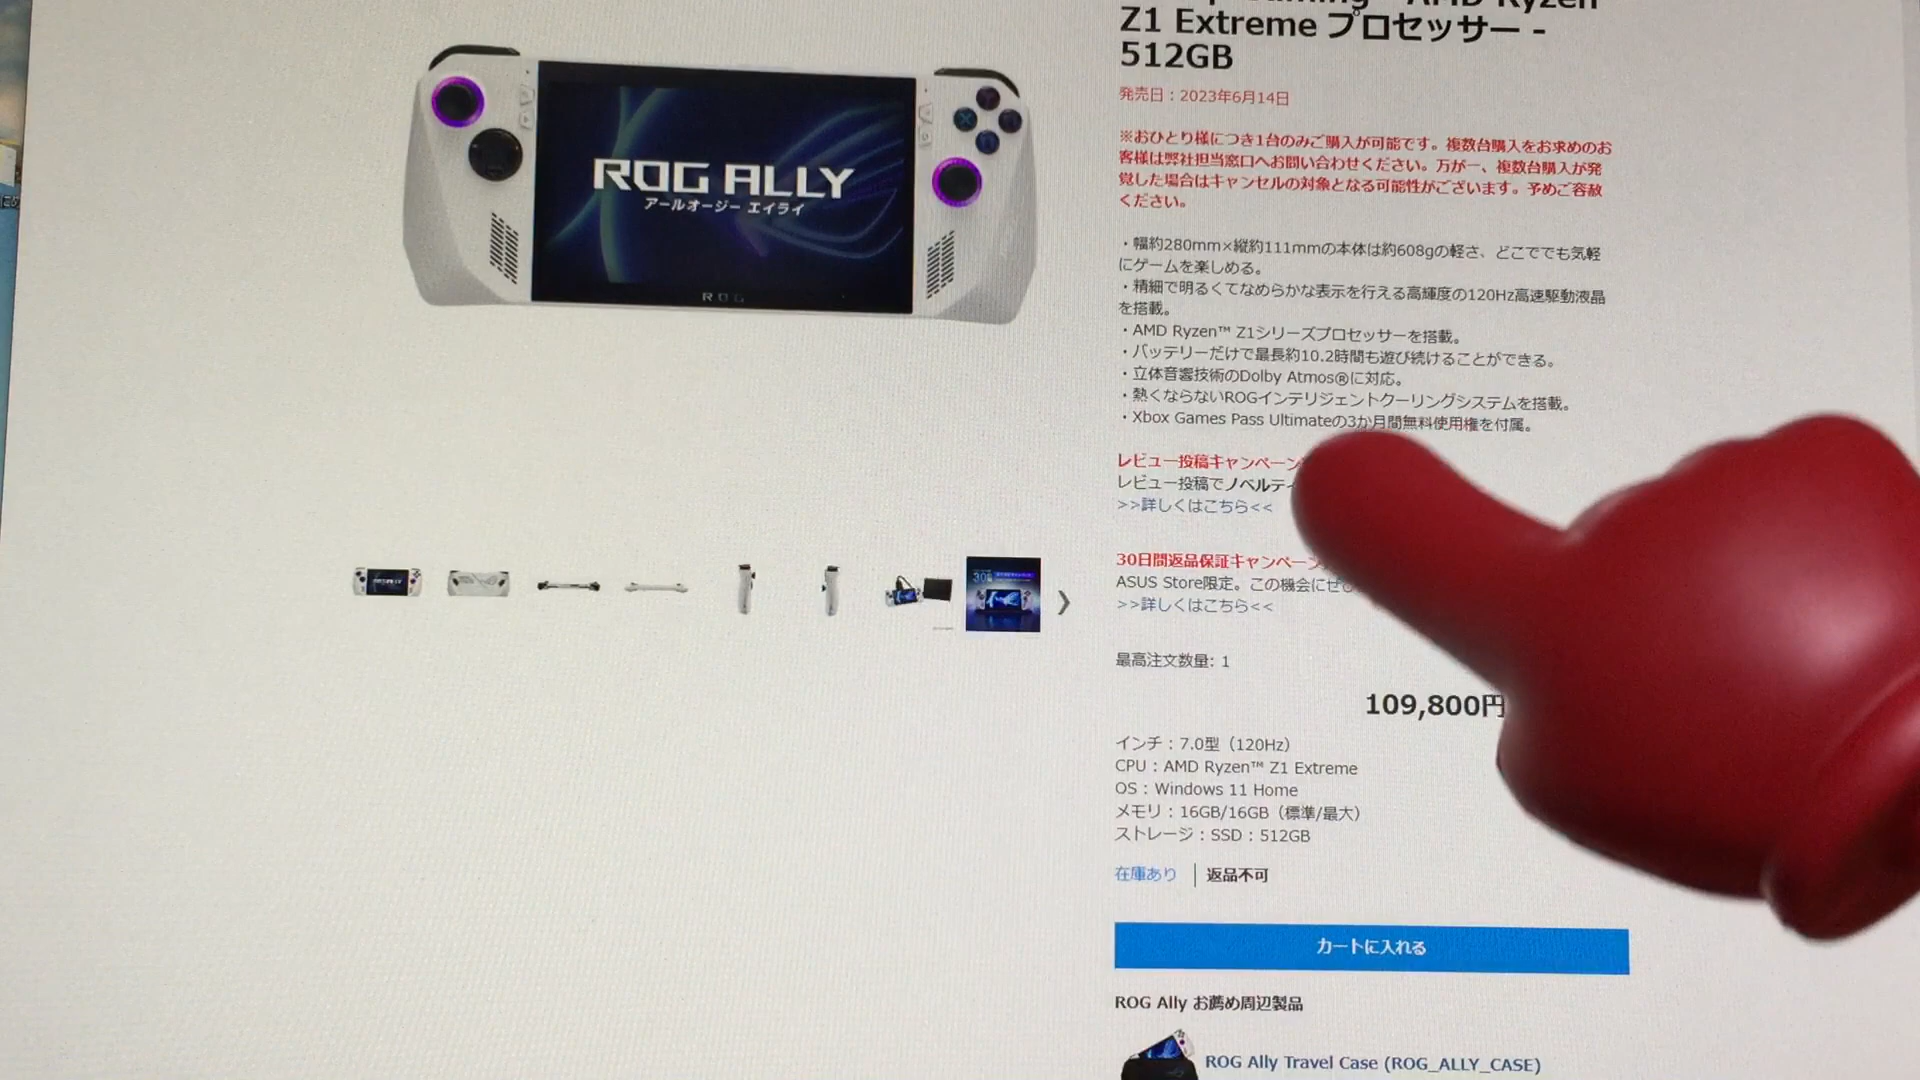 Z1 Extreme プロセッサー -
512GB
発売日：2023年6月14日
※おひとり様につき1台のみご購入が可能です。複数台購入をお求めのお
客様は弊社担当窓口へお問い合わせください。万が一、複数台購入が発
覚した場合はキャンセルの対象となる可能性がございます。予めご容赦
ください。
・幅約280mm×縦約111mmの本体は約608gの軽さ、どこででも気軽
にゲームを楽しめる。
・精細で明るくてなめらかな表示を行える高輝度の120Hz高速駆動液晶
を搭載。
・AMD Ryzen™ Z1シリーズプロセッサーを搭載。
・バッテリーだけで最長約10.2時間も遊び続けることができる。
・立体音響技術のDolby Atmos®に対応。
・熱くならないROGインテリジェントクーリングシステムを搭載。
・Xbox Games Pass Ultimateの3か月間無料使用権を付属。
レビュー投稿キャンペーン
レビュー投稿でノベルティ
>>詳しくはこちら<<
30日間返品保証キャンペーン
ASUS Store限定。この機会にぜひ
>>詳しくはこちら<<
最高注文数量: 1
109,800円
インチ：7.0型（120Hz）
CPU：AMD Ryzen™ Z1 Extreme
OS：Windows 11 Home
メモリ：16GB/16GB（標準/最大）
ストレージ：SSD：512GB
在庫あり | 返品不可
カートに入れる
ROG Ally お薦め周辺製品
ROG Ally Travel Case (ROG_ALLY_CASE)
ROG ALLY
アールオージー エイライ
ROG